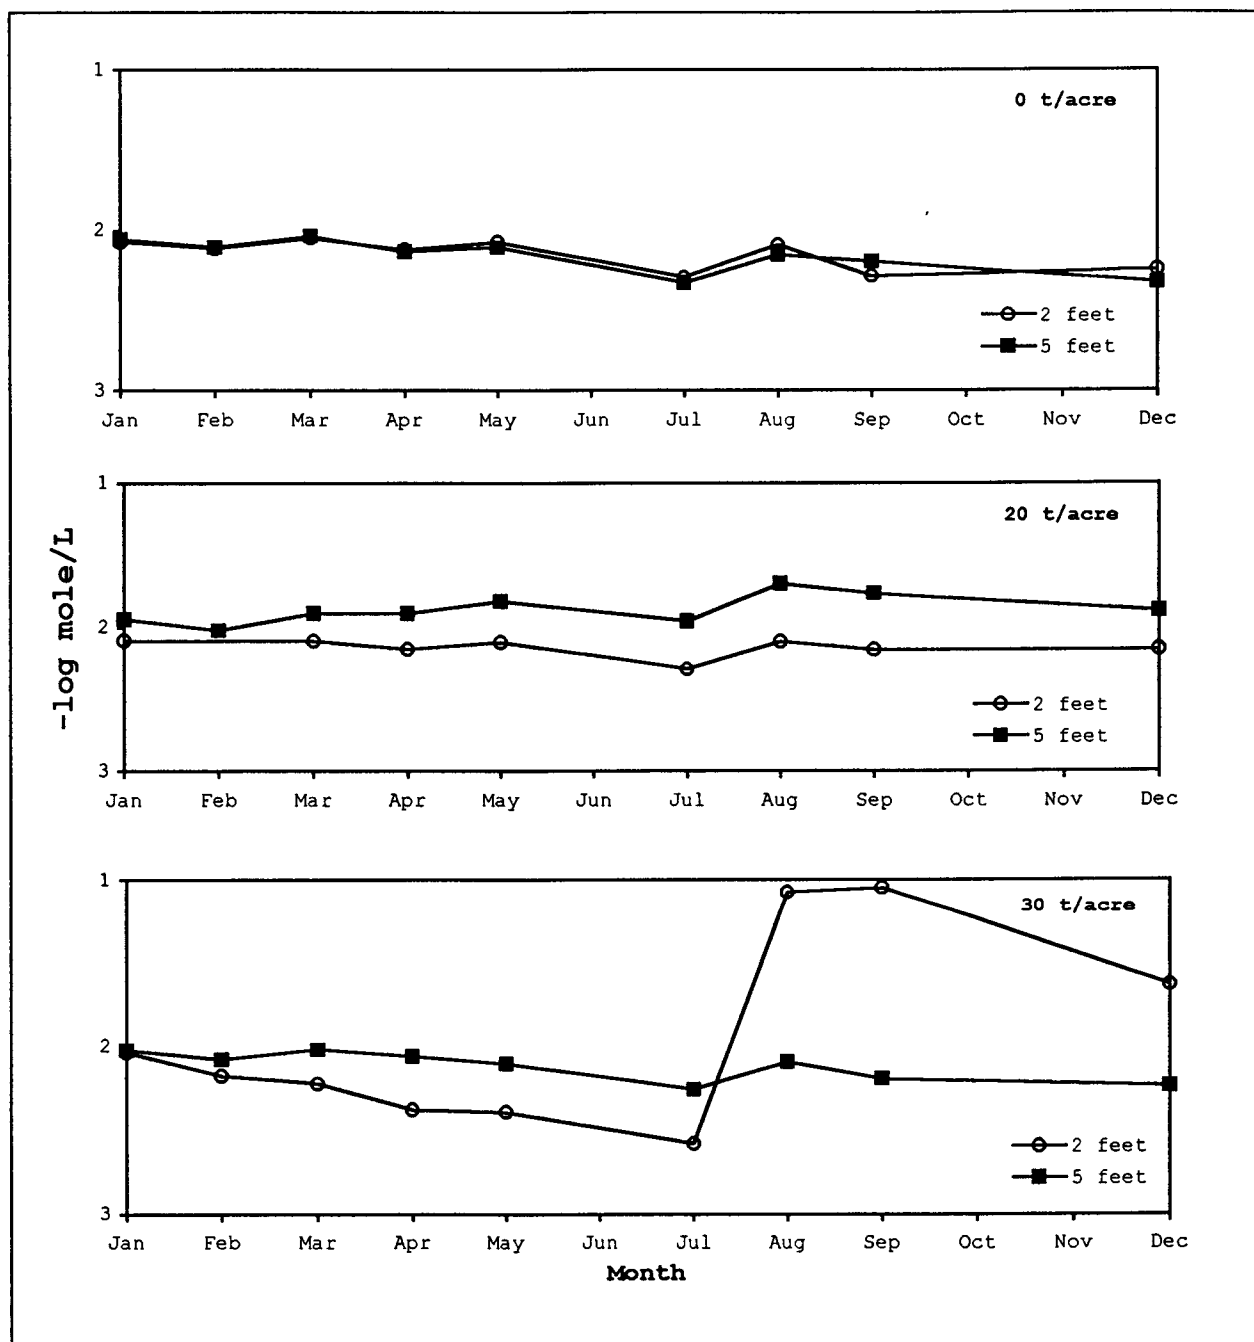 1
0 t/acre
2
2 feet
5 feet
3
Jan Feb Mar Apr May Jun Jul Aug Sep Oct Nov Dec
1
20 t/acre
-log mole/L
2
2 feet
5 feet
3
Jan Feb Mar Apr May Jun Jul Aug Sep Oct Nov Dec
1
30 t/acre
2
2 feet
5 feet
3
Jan Feb Mar Apr May Jun Jul Aug Sep Oct Nov Dec
Month